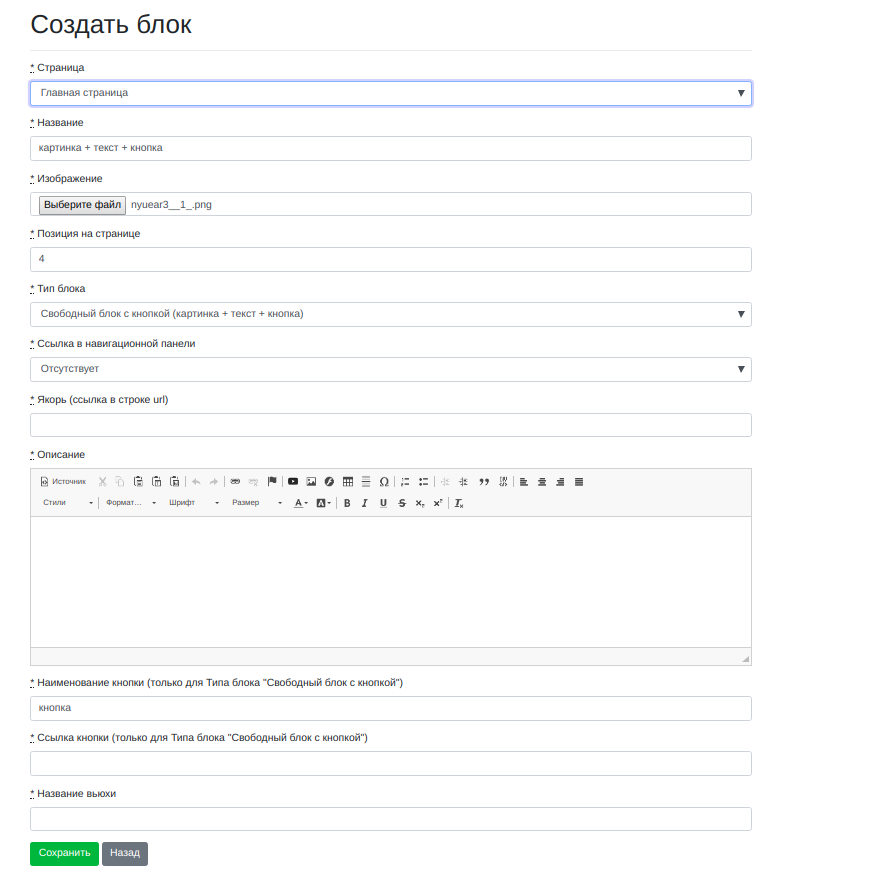 Создать блок
* Страница
Главная страница
* Название
картинка + текст + кнопка
* Изображение
Выберите файл nyuear3__1_.png
* Позиция на странице
4
* Тип блока
Свободный блок с кнопкой (картинка + текст + кнопка)
* Ссылка в навигационной панели
Отсутствует
* Якорь (ссылка в строке url)
* Описание
Источник
Стили Формат... Шрифт Размер
* Наименование кнопки (только для Типа блока "Свободный блок с кнопкой")
кнопка
* Ссылка кнопки (только для Типа блока "Свободный блок с кнопкой")
* Название вьюхи
Сохранить Назад